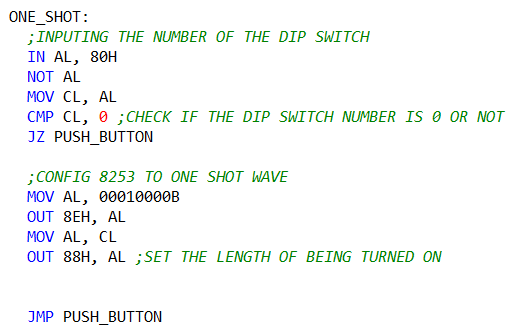 ONE_SHOT:
;INPUTING THE NUMBER OF THE DIP SWITCH
IN AL, 80H
NOT AL
MOV CL, AL
CMP CL, 0 ;CHECK IF THE DIP SWITCH NUMBER IS 0 OR NOT
JZ PUSH_BUTTON
;CONFIG 8253 TO ONE SHOT WAVE
MOV AL, 00010000B
OUT 8EH, AL
MOV AL, CL
OUT 88H, AL ;SET THE LENGTH OF BEING TURNED ON
JMP PUSH_BUTTON